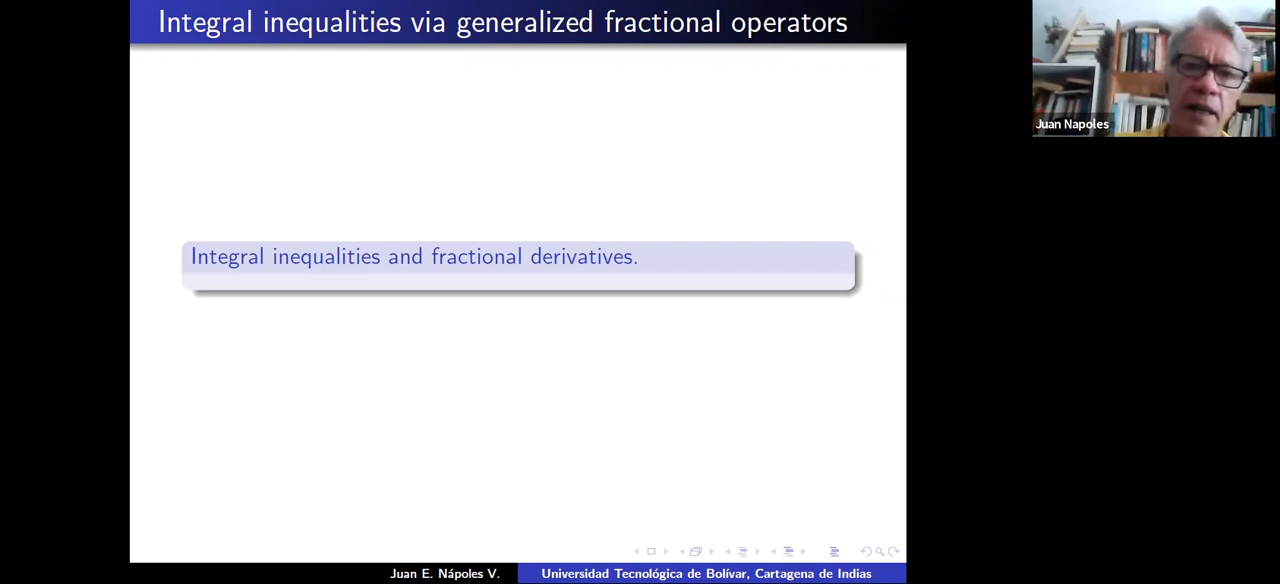 Integral inequalities via generalized fractional operators
Juan Napoles
Integral inequalities and fractional derivatives.
Juan E. Nápoles V.
Universidad Tecnológica de Bolívar, Cartagena de Indias